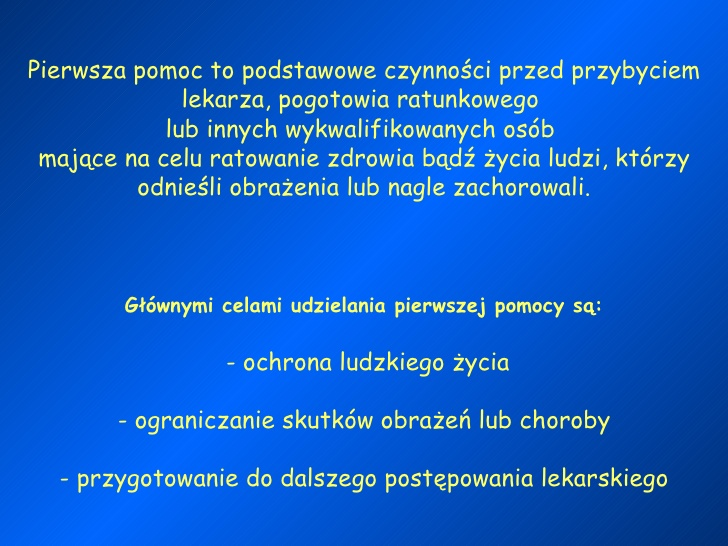 Pierwsza pomoc to podstawowe czynności przed przybyciem
lekarza, pogotowia ratunkowego
lub innych wykwalifikowanych osób
mające na celu ratowanie zdrowia bądź życia ludzi, którzy
odnieśli obrażenia lub nagle zachorowali.
Głównymi celami udzielania pierwszej pomocy są:
- ochrona ludzkiego życia
- ograniczanie skutków obrażeń lub choroby
- przygotowanie do dalszego postępowania lekarskiego